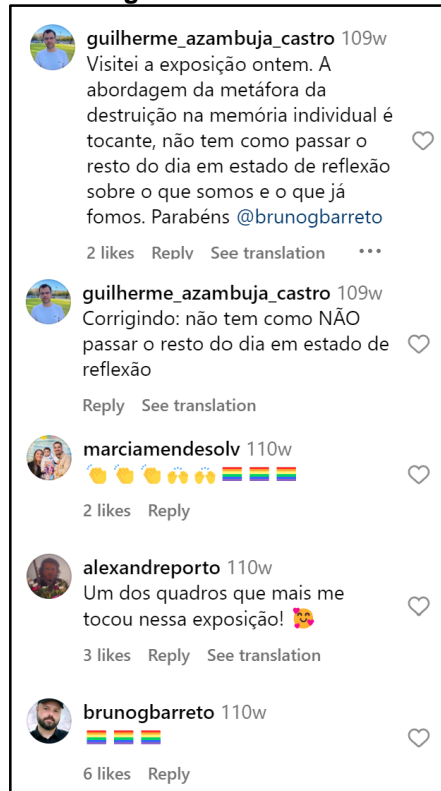 guilherme_azambuja_castro 109w
Visitei a exposição ontem. A
abordagem da metáfora da
destruição na memória individual é
tocante, não tem como passar o
resto do dia em estado de reflexão
sobre o que somos e o que já
fomos. Parabéns @brunogbarreto
2 likes Reply See translation •••
guilherme_azambuja_castro 109w
Corrigindo: não tem como NÃO
passar o resto do dia em estado de
reflexão
Reply See translation
marciamendesolv 110w
👏👏👏🙌🙌🏳️‍🌈🏳️‍🌈🏳️‍🌈
2 likes Reply
alexandreporto 110w
Um dos quadros que mais me
tocou nessa exposição! 🥰
3 likes Reply See translation
brunogbarreto 110w
🏳️‍🌈🏳️‍🌈🏳️‍🌈
6 likes Reply